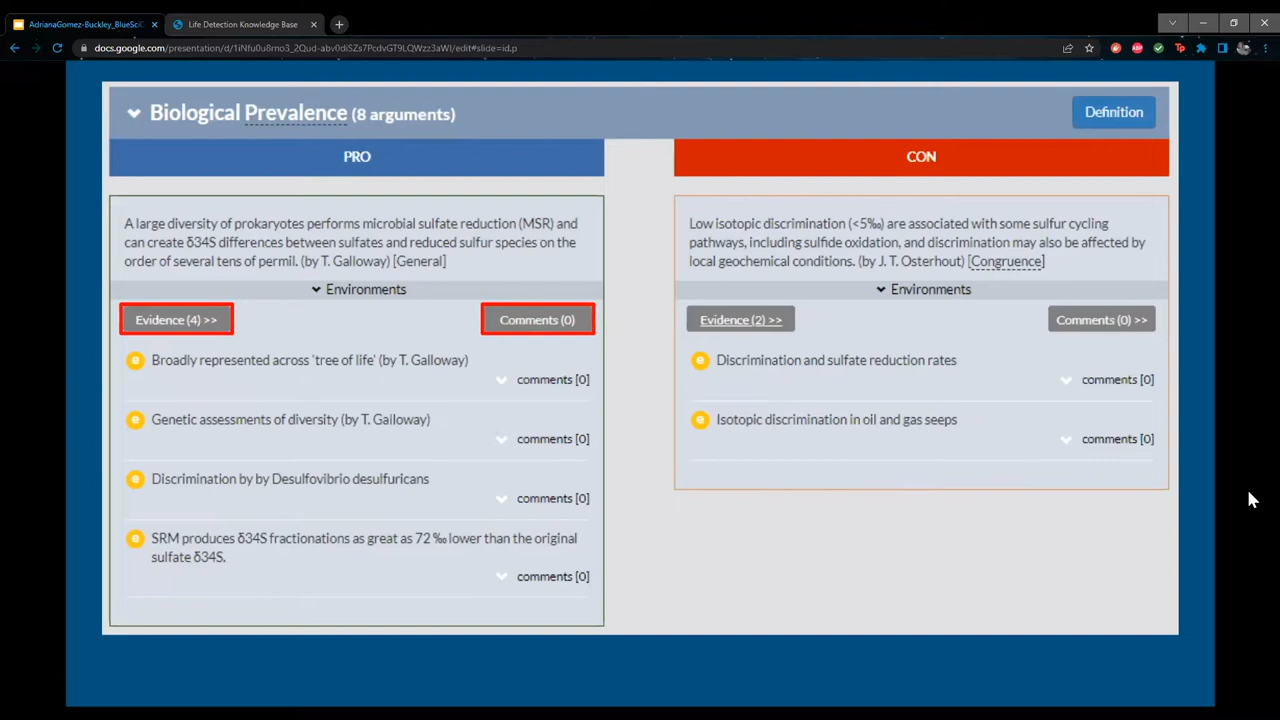 AdrianaGomez-Buckley_BlueSci
Life Detection Knowledge Base
docs.google.com/presentation/d/1iNfu0u8mo3_2Qud-abv0diSZs7PcdvGT9LQWzz3aWI/edit#slide=id.p
Biological Prevalence (8 arguments)
Definition
PRO
A large diversity of prokaryotes performs microbial sulfate reduction (MSR) and
can create δ34S differences between sulfates and reduced sulfur species on the
order of several tens of permil. (by T. Galloway) [General]
Environments
Evidence (4) >>
Comments (0)
Broadly represented across 'tree of life' (by T. Galloway)
comments [0]
Genetic assessments of diversity (by T. Galloway)
comments [0]
Discrimination by by Desulfovibrio desulfuricans
comments [0]
SRM produces δ34S fractionations as great as 72 ‰ lower than the original
sulfate δ34S.
comments [0]
CON
Low isotopic discrimination (<5‰) are associated with some sulfur cycling
pathways, including sulfide oxidation, and discrimination may also be affected by
local geochemical conditions. (by J. T. Osterhout) [Congruence]
Environments
Evidence (2) >>
Comments (0) >>
Discrimination and sulfate reduction rates
comments [0]
Isotopic discrimination in oil and gas seeps
comments [0]